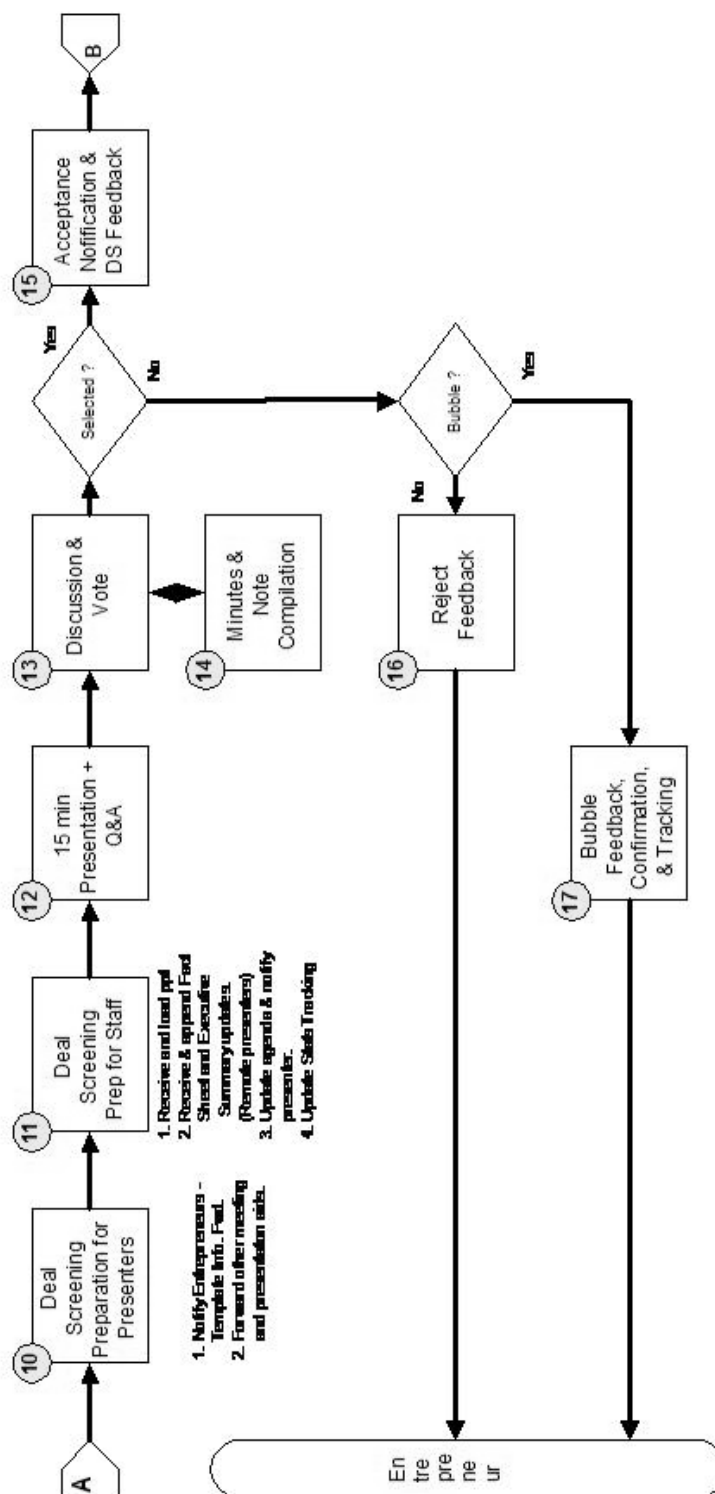 A
10
Deal
Screening
Preparation for
Presenters
1. Notify Entrepreneurs -
Template Info. Fwd.
2. Forward other meeting
and presentation aids.
11
Deal
Screening
Prep for Staff
1. Receive and load ppt
2. Receive & append Fact
Sheet and Executive
Summary updates.
(Remote presenters)
3. Update agenda & notify
presenter.
4. Update Stats Tracking
12
15 min
Presentation +
Q&A
13
Discussion &
Vote
14
Minutes &
Note
Compilation
Selected ?
Yes
No
15
Acceptance
Nofification &
DS Feedback
B
Bubble ?
No
Yes
16
Reject
Feedback
17
Bubble
Feedback,
Confirmation,
& Tracking
En
tre
pre
ne
ur